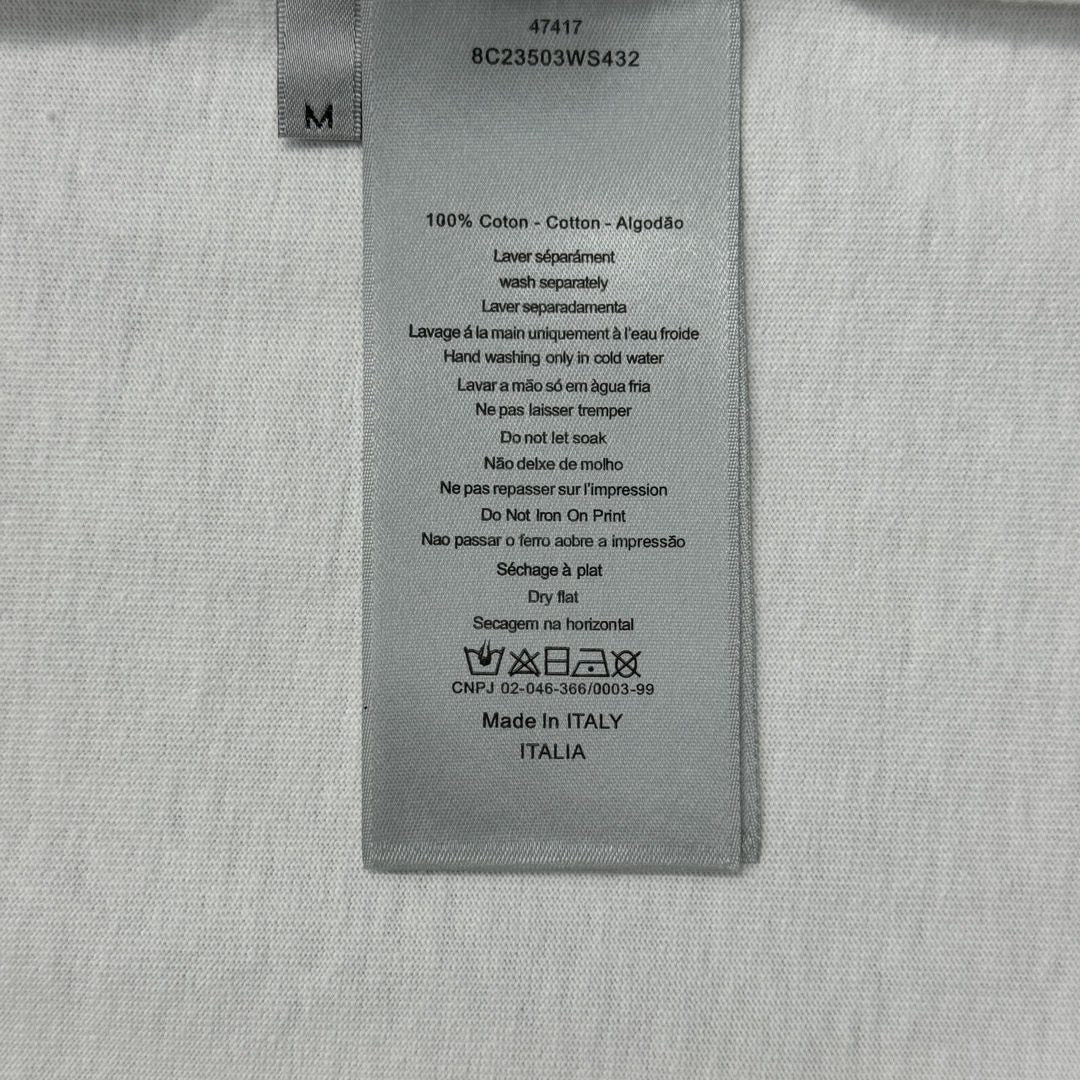 47417
8C23503WS432
M
100% Coton - Cotton - Algodão
Laver séparáment
wash separately
Laver separadamenta
Lavage á la main uniquement à l'eau froide
Hand washing only in cold water
Lavar a mão só em àgua fria
Ne pas laisser tremper
Do not let soak
Não delxe de molho
Ne pas repasser sur l'impression
Do Not Iron On Print
Nao passar o ferro aobre a impressão
Séchage à plat
Dry flat
Secagem na horizontal
CNPJ 02-046-366/0003-99
Made In ITALY
ITALIA